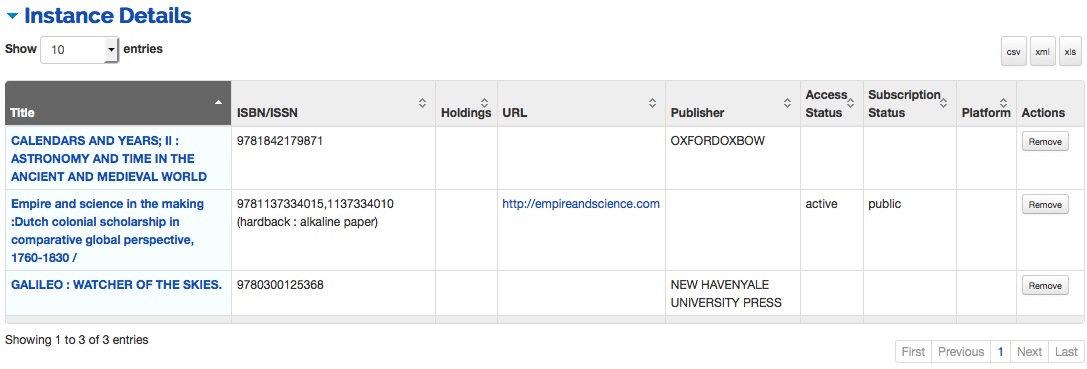 Instance Details
Show 10 entries
csv xml xls
Title ISBN/ISSN Holdings URL Publisher Access Status Subscription Status Platform Actions
CALENDARS AND YEARS; II : 9781842179871 OXFORDOXBOW Remove
ASTRONOMY AND TIME IN THE
ANCIENT AND MEDIEVAL WORLD
Empire and science in the making 9781137334015,1137334010 http://empireandscience.com active public Remove
:Dutch colonial scholarship in (hardback : alkaline paper)
comparative global perspective,
1760-1830 /
GALILEO : WATCHER OF THE SKIES. 9780300125368 NEW HAVENYALE Remove
UNIVERSITY PRESS
Showing 1 to 3 of 3 entries
First Previous 1 Next Last